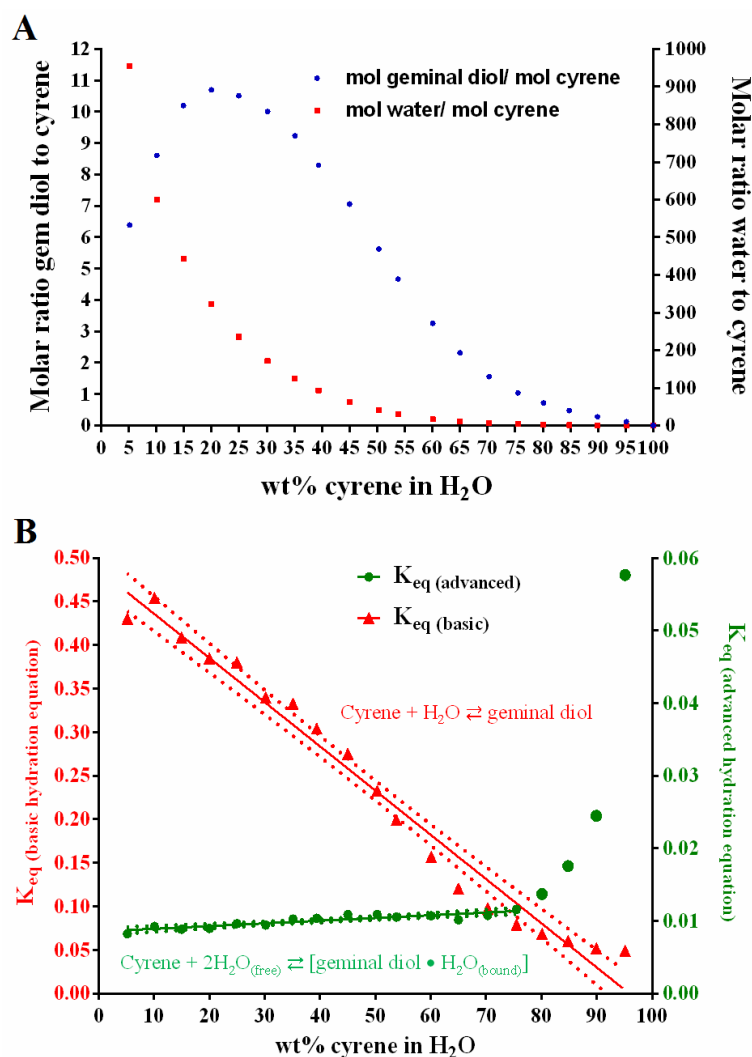 A
Molar ratio gem diol to cyrene
12
11
10
9
8
7
6
5
4
3
2
1
0
mol geminal diol/ mol cyrene
mol water/ mol cyrene
1000
900
800
700
600
500
400
300
200
100
0
Molar ratio water to cyrene
0 5 10 15 20 25 30 35 40 45 50 55 60 65 70 75 80 85 90 95 100
wt% cyrene in H₂O
B
K_eq (basic hydration equation)
0.50
0.45
0.40
0.35
0.30
0.25
0.20
0.15
0.10
0.05
0.00
K_eq (advanced)
K_eq (basic)
Cyrene + H₂O ⇄ geminal diol
Cyrene + 2H₂O(free) ⇄ [geminal diol • H₂O(bound)]
0.06
0.05
0.04
0.03
0.02
0.01
0.00
K_eq (advanced hydration equation)
0 10 20 30 40 50 60 70 80 90 100
wt% cyrene in H₂O